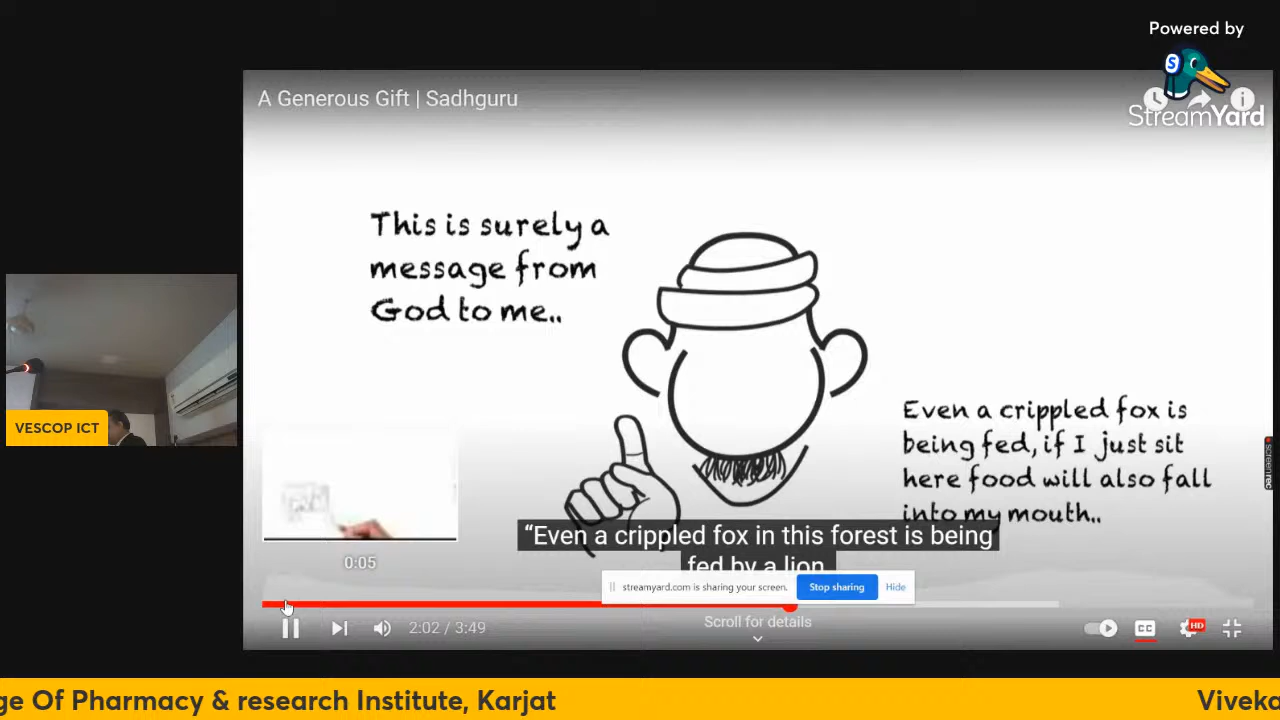 Powered by
StreamYard
A Generous Gift | Sadhguru
This is surely a
message from
God to me..
Even a crippled fox is
being fed, if I just sit
here food will also fall
into my mouth..
VESCOP ICT
screenrec
“Even a crippled fox in this forest is being
fed by a lion
0:05
streamyard.com is sharing your screen.
Stop sharing
Hide
2:02 / 3:49
Scroll for details
CC
HD
ge Of Pharmacy & research Institute, Karjat
Viveka